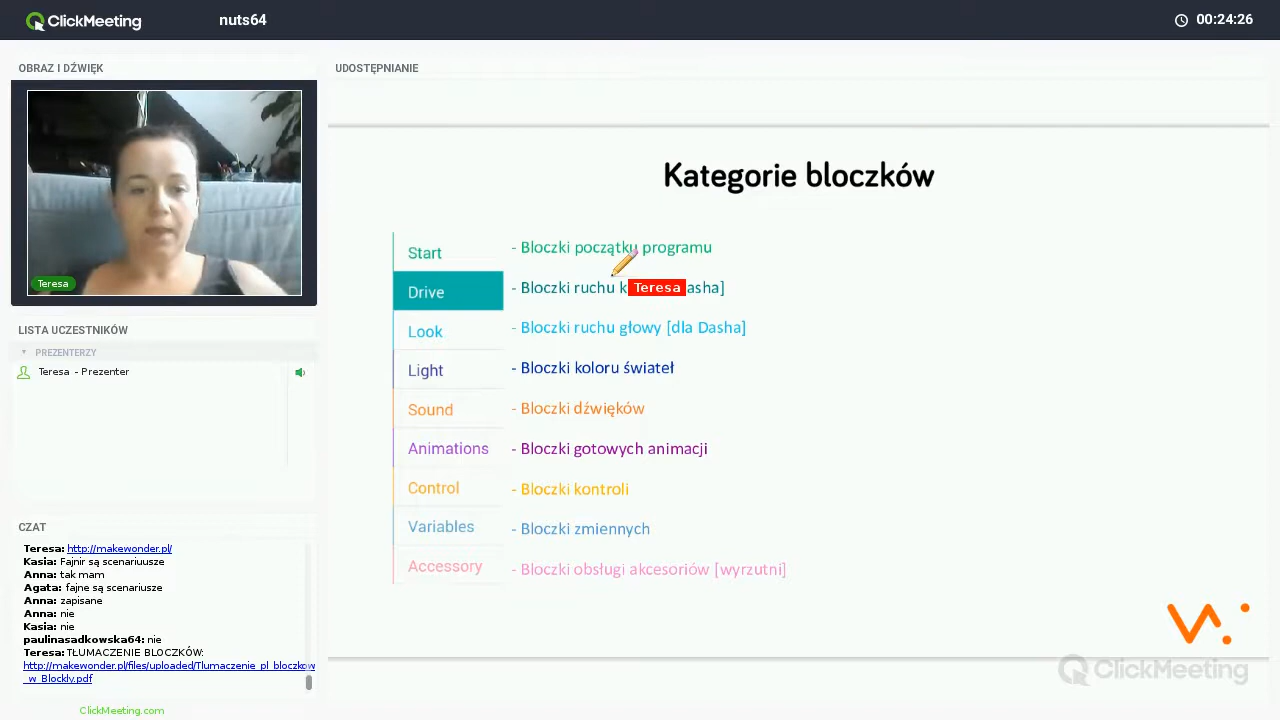 ClickMeeting
nuts64
00:24:26
OBRAZ I DŹWIĘK
UDOSTĘPNIANIE
Teresa
LISTA UCZESTNIKÓW
PREZENTERZY
Teresa - Prezenter
CZAT
Teresa: http://makewonder.pl/
Kasia: Fajnir są scenariuusze
Anna: tak mam
Agata: fajne są scenariusze
Anna: zapisane
Anna: nie
Kasia: nie
paulinasadkowska64: nie
Teresa: TŁUMACZENIE BLOCZKÓW:
http://makewonder.pl/files/uploaded/Tlumaczenie_pl_bloczkow
_w_Blockly.pdf
ClickMeeting.com
Kategorie bloczków
Start - Bloczki początku programu
Drive - Bloczki ruchu k Teresa asha]
Look - Bloczki ruchu głowy [dla Dasha]
Light - Bloczki koloru świateł
Sound - Bloczki dźwięków
Animations - Bloczki gotowych animacji
Control - Bloczki kontroli
Variables - Bloczki zmiennych
Accessory - Bloczki obsługi akcesoriów [wyrzutni]
ClickMeeting